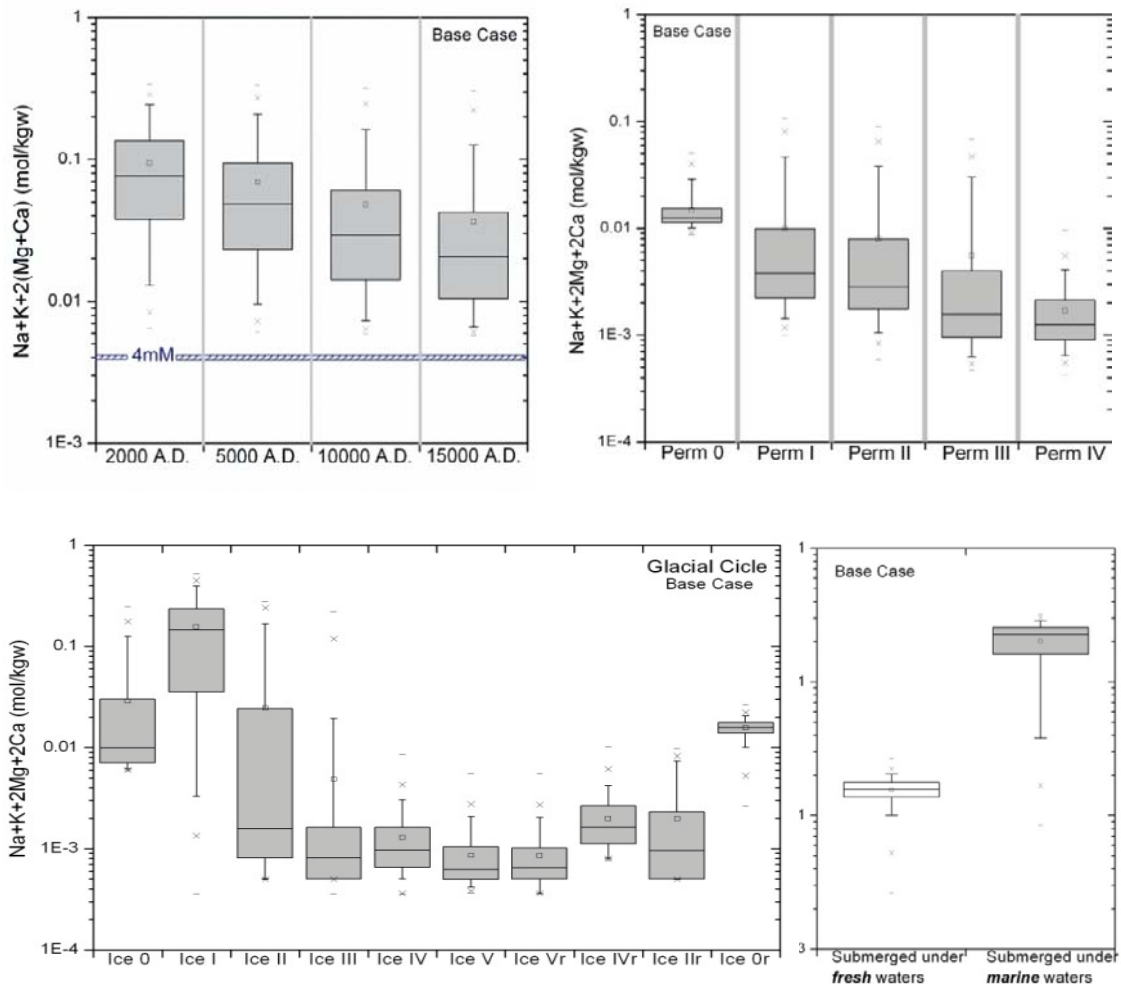 Base Case
Na+K+2(Mg+Ca) (mol/kgw)
1
0.1
0.01
1E-3
4mM
2000 A.D. 5000 A.D. 10000 A.D. 15000 A.D.
Base Case
Na+K+2Mg+2Ca (mol/kgw)
1
0.1
0.01
1E-3
1E-4
Perm 0 Perm I Perm II Perm III Perm IV
Glacial Cicle
Base Case
Na+K+2Mg+2Ca (mol/kgw)
1
0.1
0.01
1E-3
1E-4
Ice 0 Ice I Ice II Ice III Ice IV Ice V Ice Vr Ice IVr Ice IIr Ice 0r
Base Case
1
1
1
3
Submerged under
fresh waters
Submerged under
marine waters